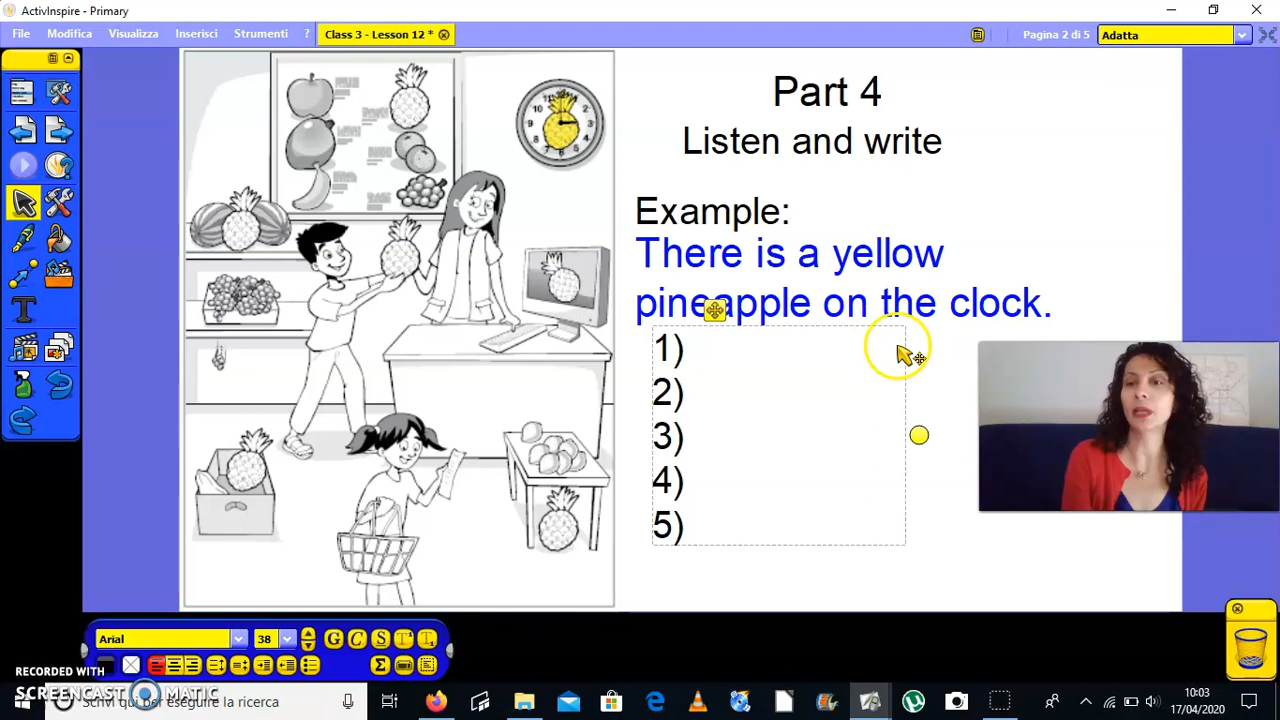 ActivInspire - Primary
File Modifica Visualizza Inserisci Strumenti ?
Class 3 - Lesson 12 *
Pagina 2 di 5
Adatta
Part 4
Listen and write
Example:
There is a yellow
pineapple on the clock.
1)
2)
3)
4)
5)
Arial
38
G C S T¹ T₁
RECORDED WITH
SCREENCAST MATIC
Scrivi qui per eseguire la ricerca
10:03
17/04/2020